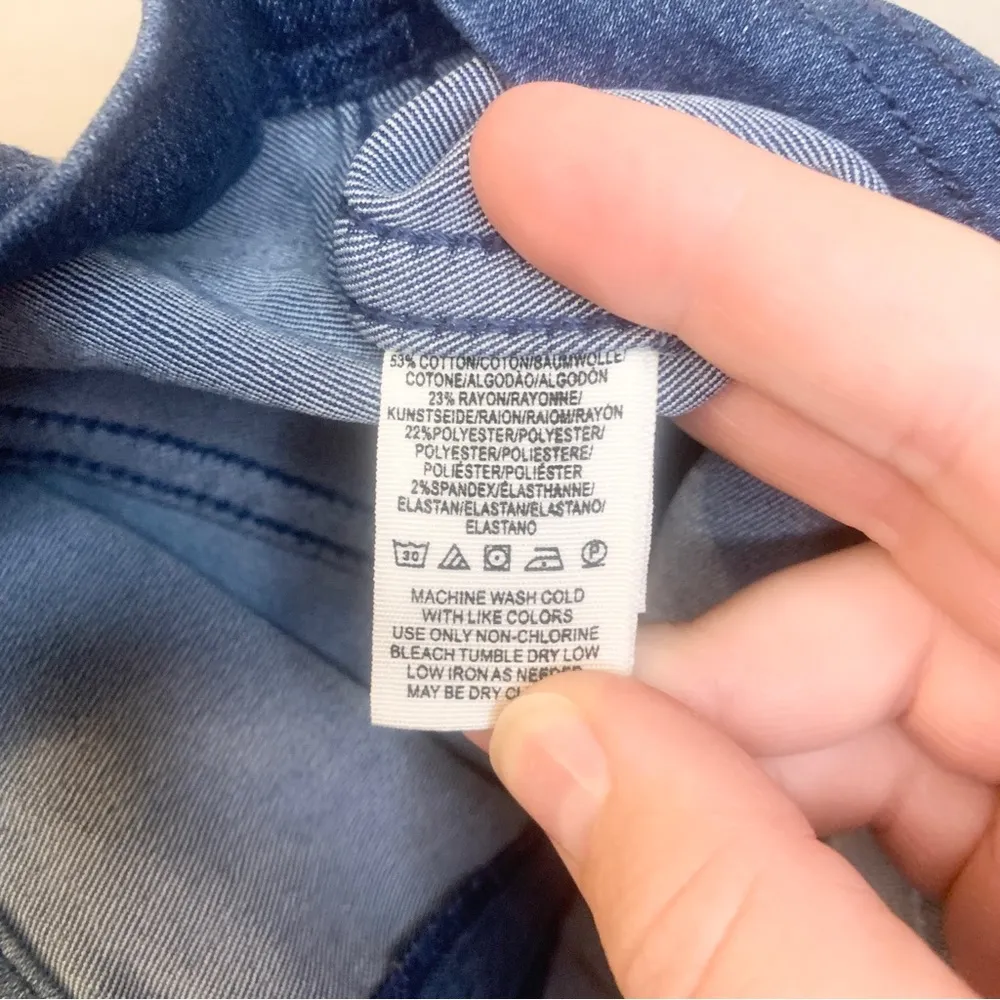 53% COTTON/COTON/BAUMWOLLE/
COTONE/ALGODÃO/ALGODÓN
23% RAYON/RAYONNE/
KUNSTSEIDE/RAION/RAIOM/RAYÓN
22%POLYESTER/POLYESTER/
POLYESTER/POLIESTERE/
POLIÉSTER/POLIÉSTER
2%SPANDEX/ÉLASTHANNE/
ELASTAN/ELASTAN/ELASTANO/
ELASTANO
30 P
MACHINE WASH COLD
WITH LIKE COLORS
USE ONLY NON-CHLORINE
BLEACH TUMBLE DRY LOW
LOW IRON AS NEEDED
MAY BE DRY